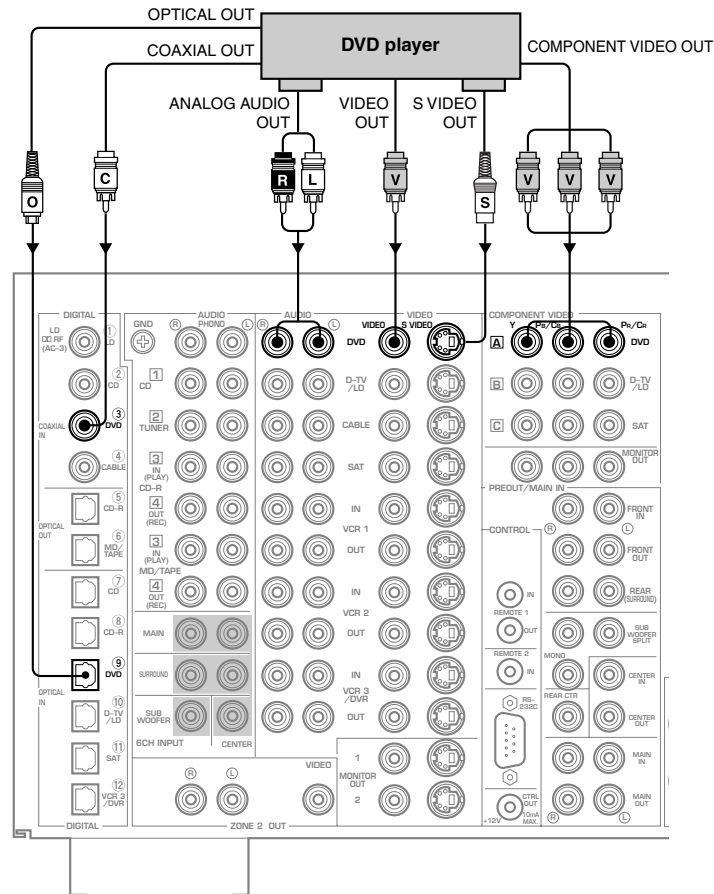 OPTICAL OUT
COAXIAL OUT
DVD player
COMPONENT VIDEO OUT
ANALOG AUDIO
OUT
VIDEO
OUT
S VIDEO
OUT
O
C
R
L
V
S
V
V
V
DIGITAL
LD
DD RF
(AC-3)
① LD
② CD
COAXIAL
IN
③ DVD
④ CABLE
OPTICAL
OUT
⑤ CD-R
⑥ MD/
TAPE
⑦ CD
⑧ CD-R
OPTICAL
IN
⑨ DVD
⑩ D-TV
/LD
⑪ SAT
⑫ VCR 3
/DVR
DIGITAL
AUDIO
GND
R PHONO L
1
CD
2
TUNER
3
IN
(PLAY)
CD-R
4
OUT
(REC)
3
IN
(PLAY)
MD/TAPE
4
OUT
(REC)
MAIN
SURROUND
SUB
WOOFER
6CH INPUT
CENTER
AUDIO
R
L
VIDEO
VIDEO
S VIDEO
DVD
D-TV
/LD
CABLE
SAT
IN
VCR 1
OUT
IN
VCR 2
OUT
IN
VCR 3
/DVR
OUT
1
MONITOR
OUT
2
VIDEO
R
L
ZONE 2 OUT
COMPONENT VIDEO
Y
PB/CB
PR/CR
A
DVD
B
D-TV
/LD
C
SAT
MONITOR
OUT
PREOUT/MAIN IN
FRONT
IN
R
L
FRONT
OUT
REAR
(SURROUND)
SUB
WOOFER
SPLIT
MONO
CENTER
IN
REAR CTR
CENTER
OUT
MAIN
IN
MAIN
OUT
R
L
CONTROL
IN
REMOTE 1
OUT
REMOTE 2
IN
RS-
232C
CTRL
OUT
+12V
10mA
MAX.